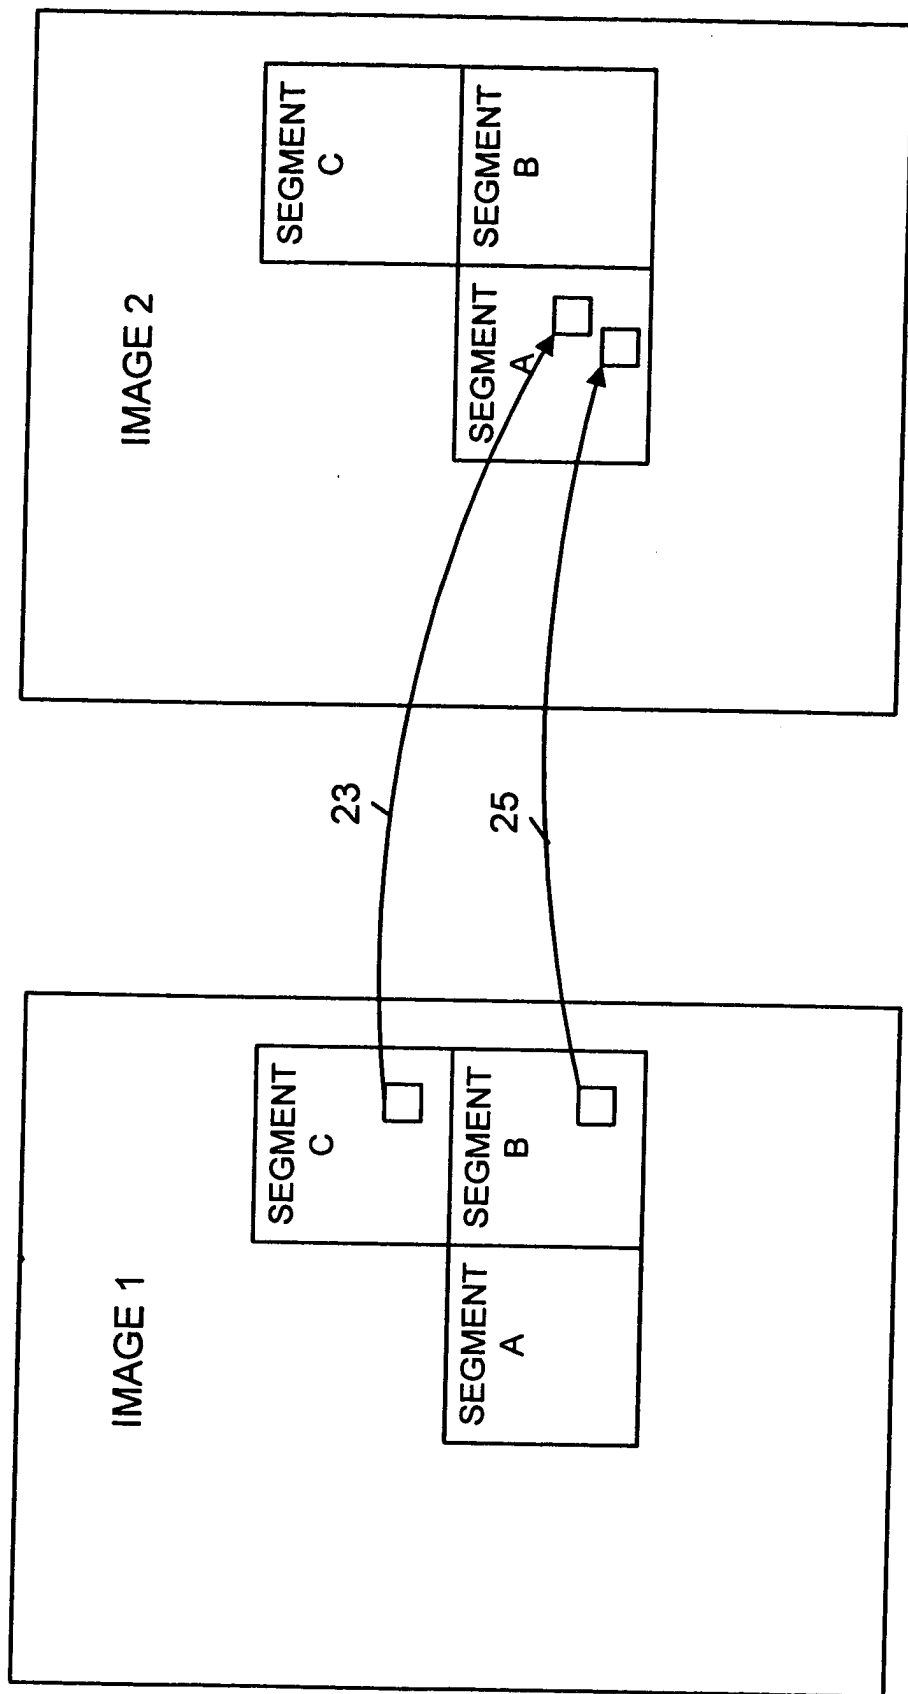 IMAGE 1
SEGMENT
C
SEGMENT
A
SEGMENT
B
23
25
IMAGE 2
SEGMENT
C
SEGMENT
A
SEGMENT
B